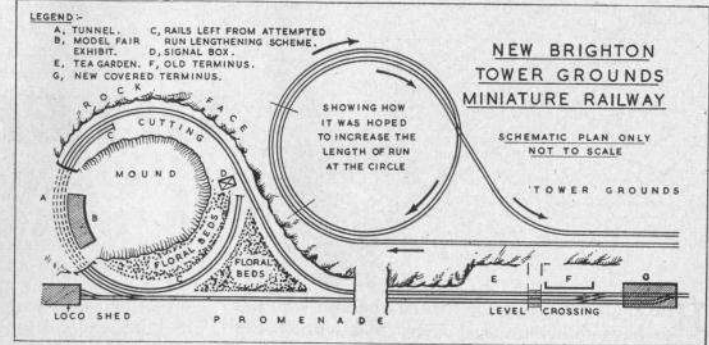 LEGEND :-
A, TUNNEL. C, RAILS LEFT FROM ATTEMPTED
B, MODEL FAIR RUN LENGTHENING SCHEME.
EXHIBIT. D, SIGNAL BOX.
E, TEA GARDEN. F, OLD TERMINUS.
G, NEW COVERED TERMINUS.
NEW BRIGHTON
TOWER GROUNDS
MINIATURE RAILWAY
SCHEMATIC PLAN ONLY
NOT TO SCALE
TOWER GROUNDS
SHOWING HOW
IT WAS HOPED
TO INCREASE THE
LENGTH OF RUN
AT THE CIRCLE
ROCK FACE
CUTTING
C
MOUND
A
B
D
FLORAL BEDS
C
FLORAL
BEDS
E
F
G
LOCO SHED
PROMENADE
LEVEL CROSSING